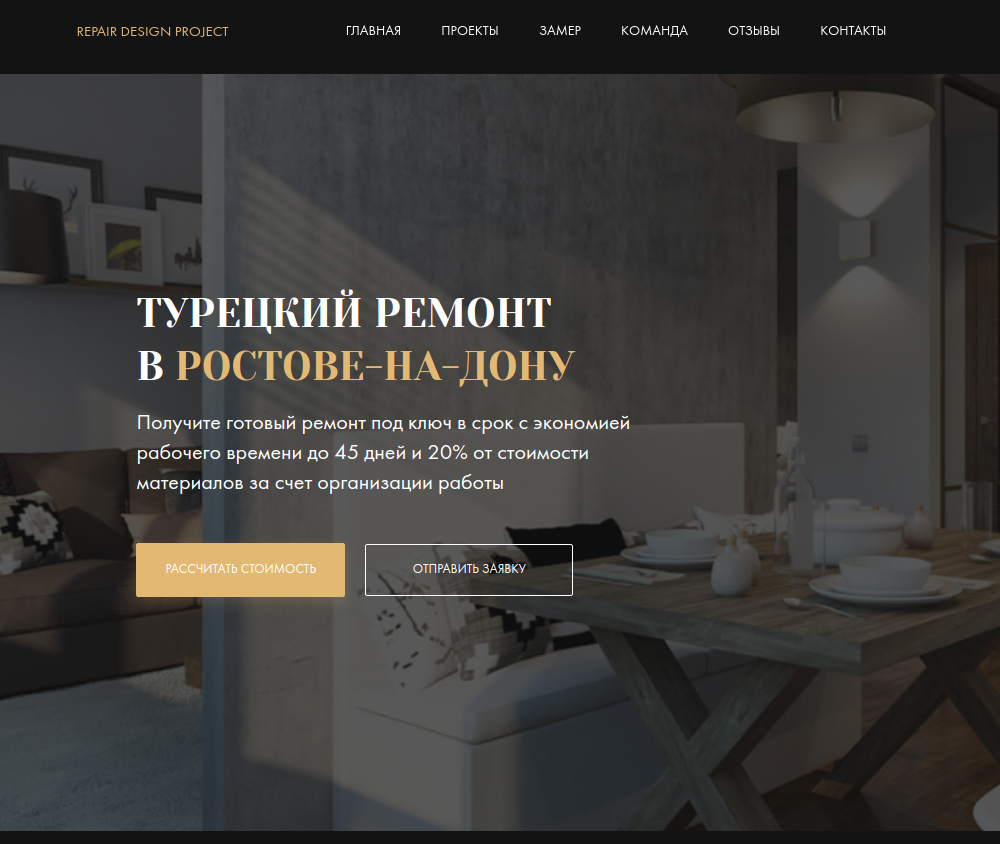 REPAIR DESIGN PROJECT
ГЛАВНАЯ ПРОЕКТЫ ЗАМЕР КОМАНДА ОТЗЫВЫ КОНТАКТЫ
ТУРЕЦКИЙ РЕМОНТ
В РОСТОВЕ-НА-ДОНУ
Получите готовый ремонт под ключ в срок с экономией
рабочего времени до 45 дней и 20% от стоимости
материалов за счет организации работы
РАССЧИТАТЬ СТОИМОСТЬ
ОТПРАВИТЬ ЗАЯВКУ